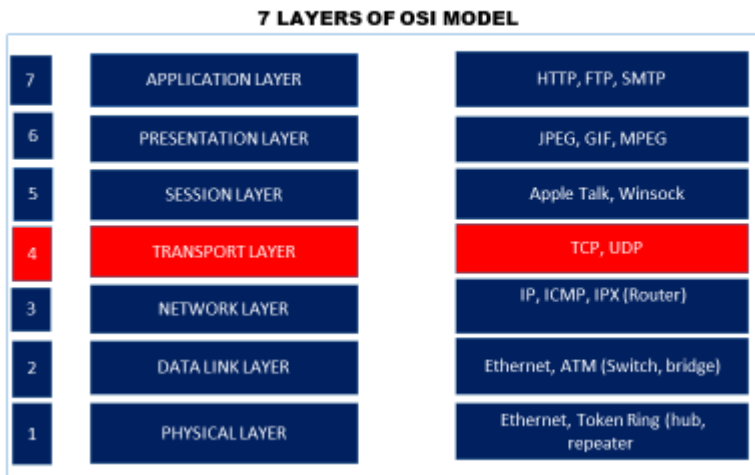 7 LAYERS OF OSI MODEL
7 APPLICATION LAYER HTTP, FTP, SMTP
6 PRESENTATION LAYER JPEG, GIF, MPEG
5 SESSION LAYER Apple Talk, Winsock
4 TRANSPORT LAYER TCP, UDP
3 NETWORK LAYER IP, ICMP, IPX (Router)
2 DATA LINK LAYER Ethernet, ATM (Switch, bridge)
1 PHYSICAL LAYER Ethernet, Token Ring (hub,
repeater